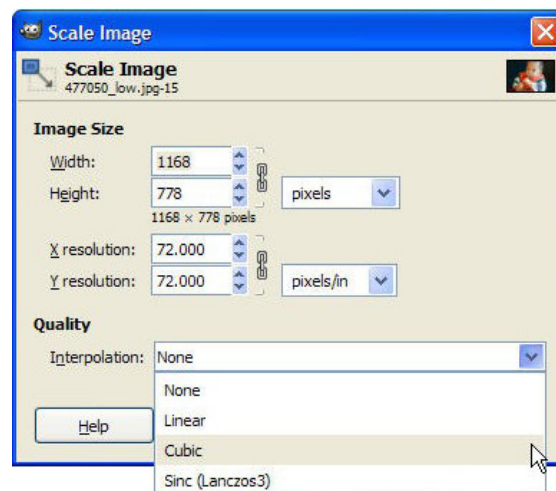 Scale Image
Scale Image
477050_low.jpg-15
Image Size
Width: 1168
Height: 778 pixels
1168 × 778 pixels
X resolution: 72.000
Y resolution: 72.000 pixels/in
Quality
Interpolation: None
None
Linear
Help
Cubic
Sinc (Lanczos3)